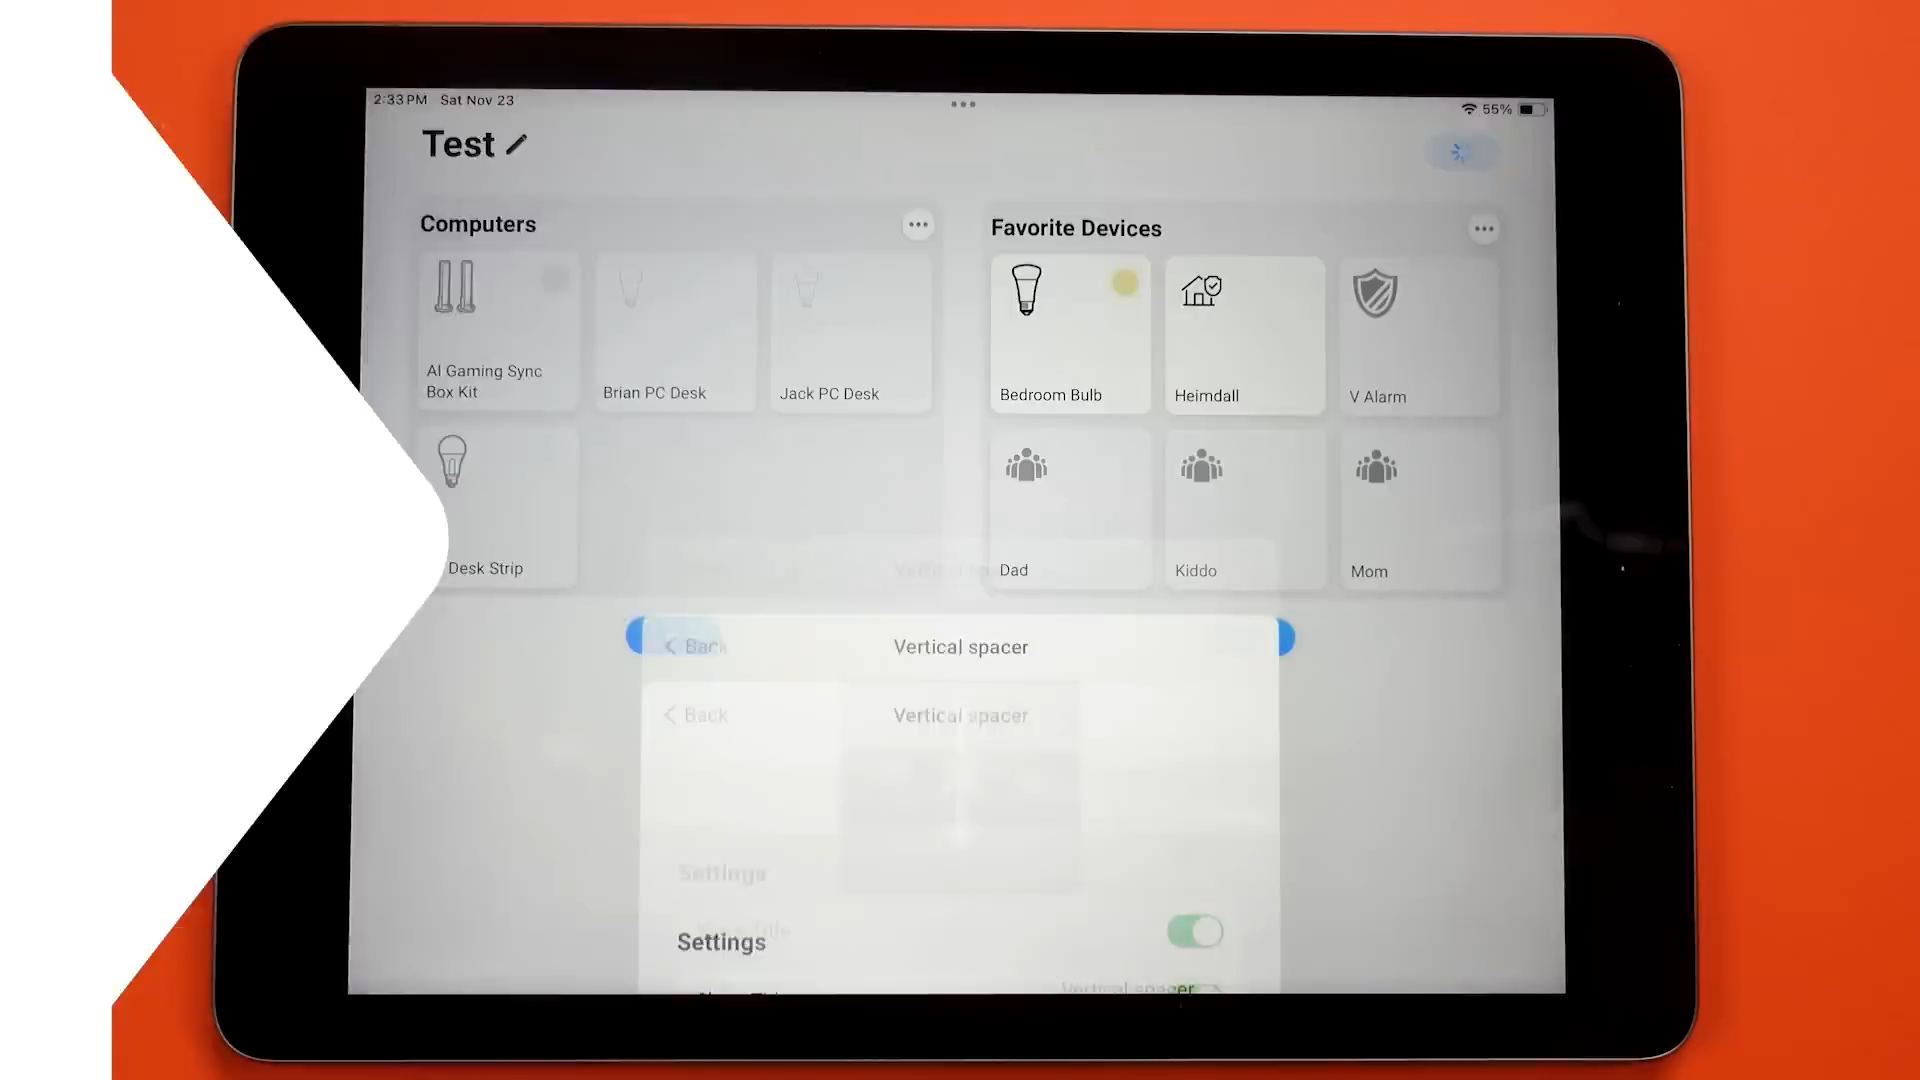 2:33 PM Sat Nov 23
55%
Test
Computers
Favorite Devices
AI Gaming Sync
Box Kit
Brian PC Desk
Jack PC Desk
Bedroom Bulb
Heimdall
V Alarm
Desk Strip
Dad
Kiddo
Mom
Back
Vertical spacer
Back
Vertical spacer
Settings
Settings
Vertical spacer